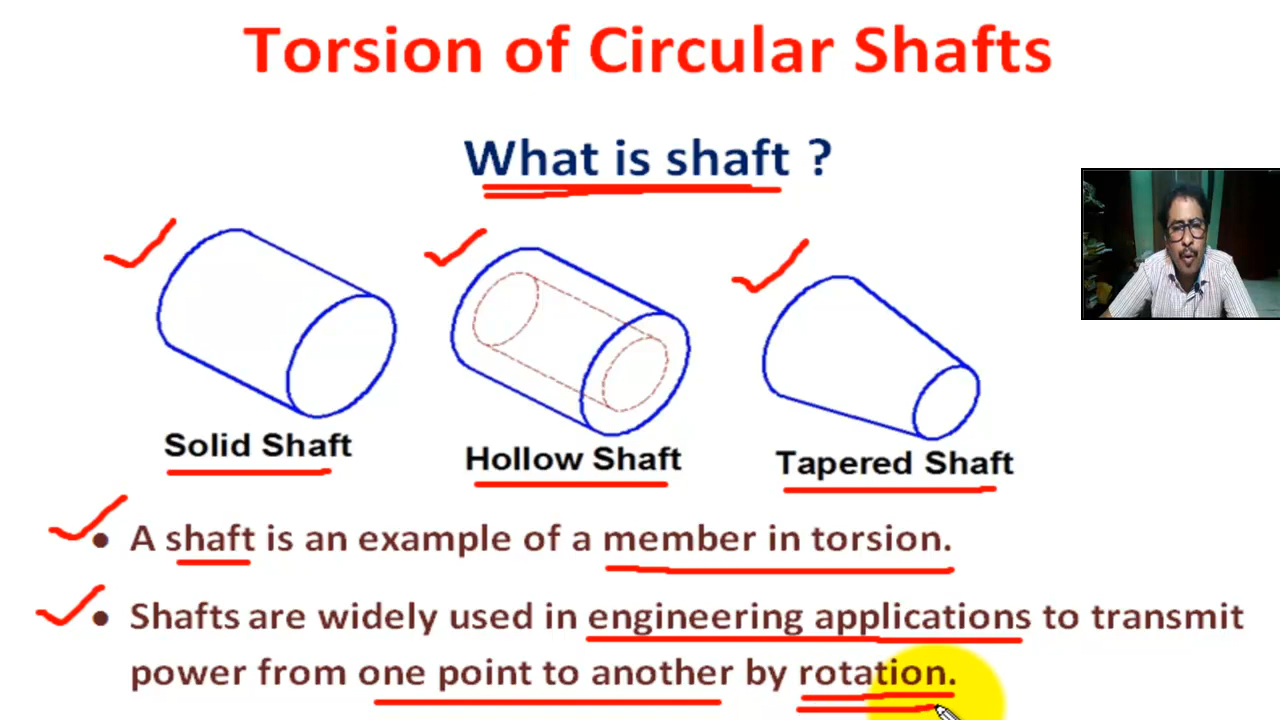 Torsion of Circular Shafts
What is shaft ?
Solid Shaft
Hollow Shaft
Tapered Shaft
• A shaft is an example of a member in torsion.
• Shafts are widely used in engineering applications to transmit
power from one point to another by rotation.